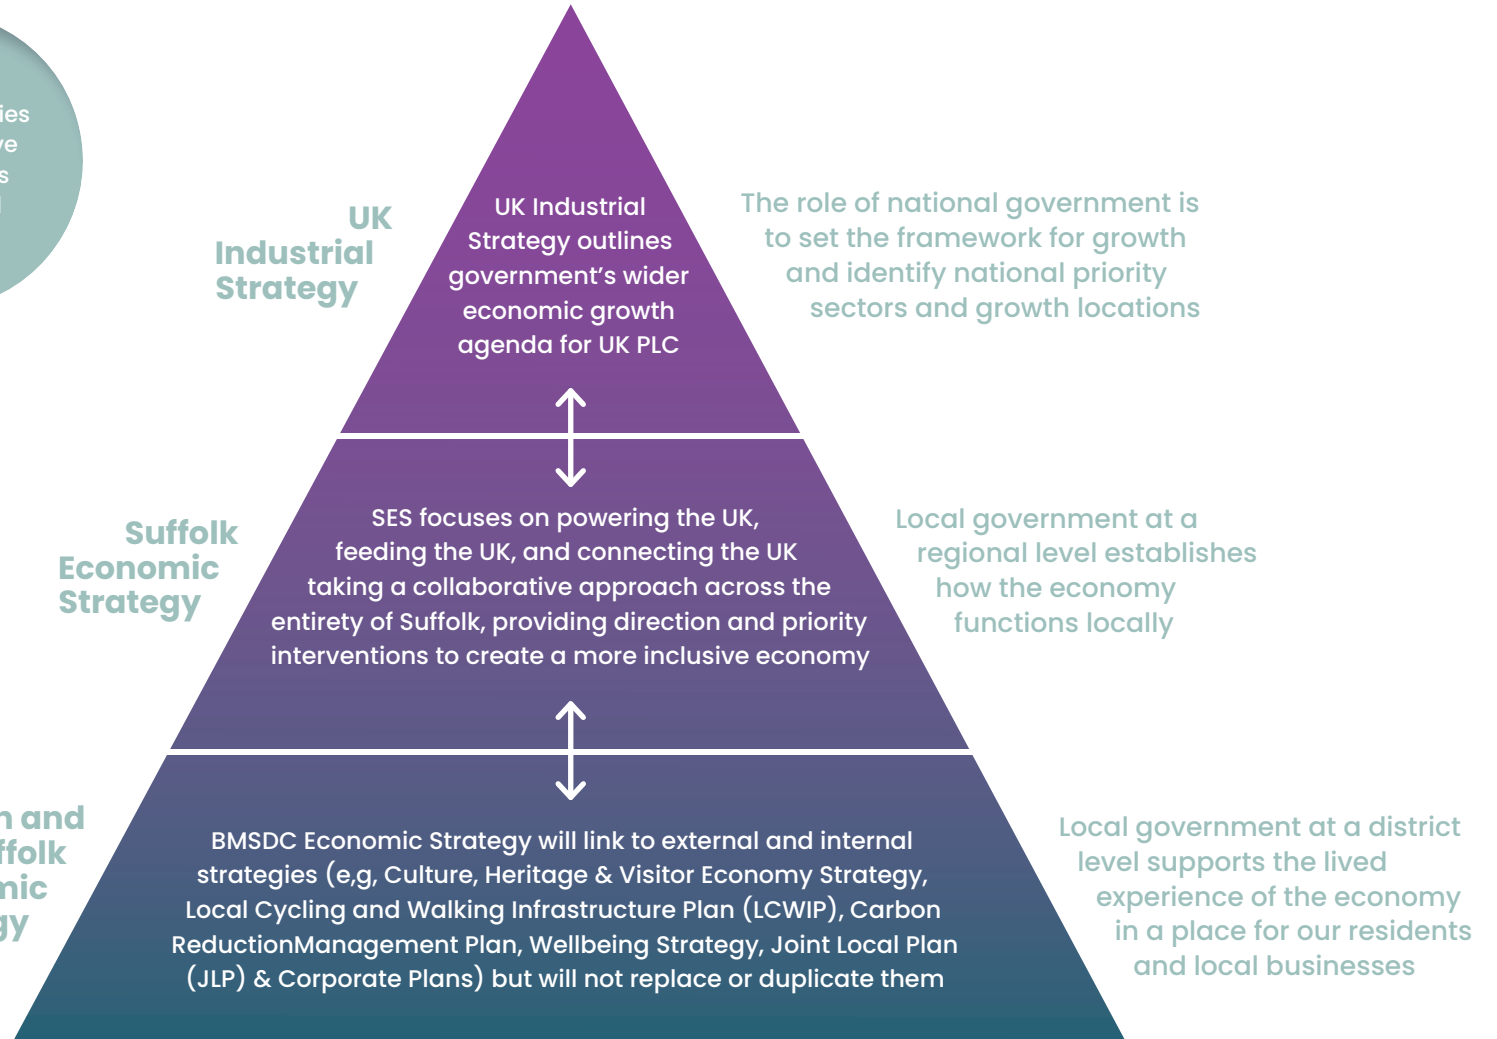 UK
Industrial
Strategy
UK Industrial
Strategy outlines
government's wider
economic growth
agenda for UK PLC
The role of national government is
to set the framework for growth
and identify national priority
sectors and growth locations
Suffolk
Economic
Strategy
SES focuses on powering the UK,
feeding the UK, and connecting the UK
taking a collaborative approach across the
entirety of Suffolk, providing direction and priority
interventions to create a more inclusive economy
Local government at a
regional level establishes
how the economy
functions locally
and
BMSDC Economic Strategy will link to external and internal
strategies (e,g, Culture, Heritage & Visitor Economy Strategy,
Local Cycling and Walking Infrastructure Plan (LCWIP), Carbon
ReductionManagement Plan, Wellbeing Strategy, Joint Local Plan
(JLP) & Corporate Plans) but will not replace or duplicate them
Local government at a district
level supports the lived
experience of the economy
in a place for our residents
and local businesses